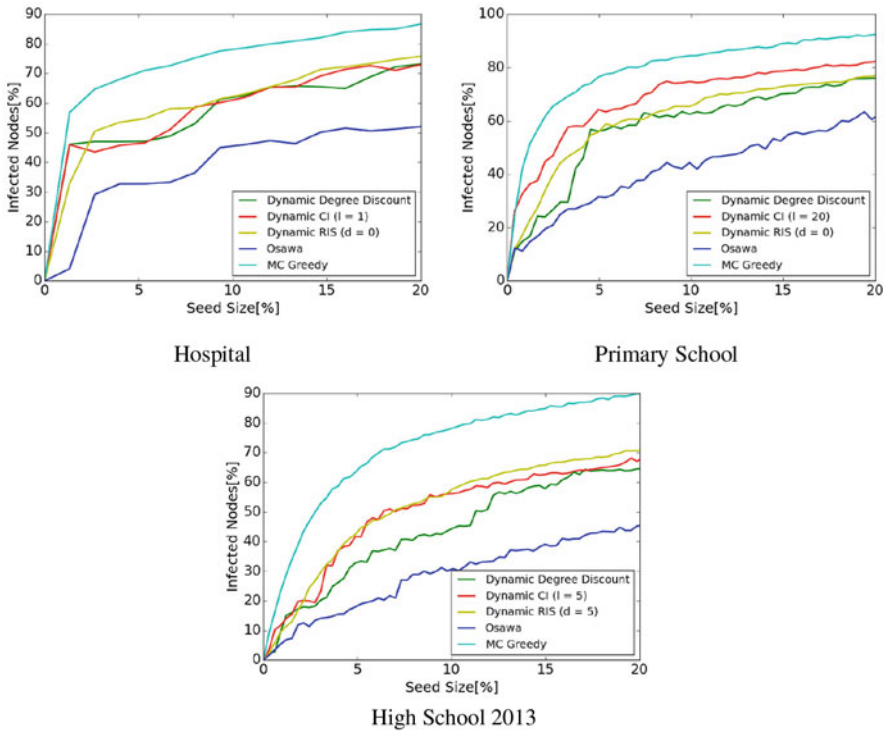 90
80
70
60
50
40
30
20
10
0
Infected Nodes[%]
0 5 10 15 20
Seed Size[%]
Dynamic Degree Discount
Dynamic CI (l = 1)
Dynamic RIS (d = 0)
Osawa
MC Greedy
Hospital
100
80
60
40
20
0
Infected Nodes[%]
0 5 10 15 20
Seed Size[%]
Dynamic Degree Discount
Dynamic CI (l = 20)
Dynamic RIS (d = 0)
Osawa
MC Greedy
Primary School
90
80
70
60
50
40
30
20
10
0
Infected Nodes[%]
0 5 10 15 20
Seed Size[%]
Dynamic Degree Discount
Dynamic CI (l = 5)
Dynamic RIS (d = 5)
Osawa
MC Greedy
High School 2013